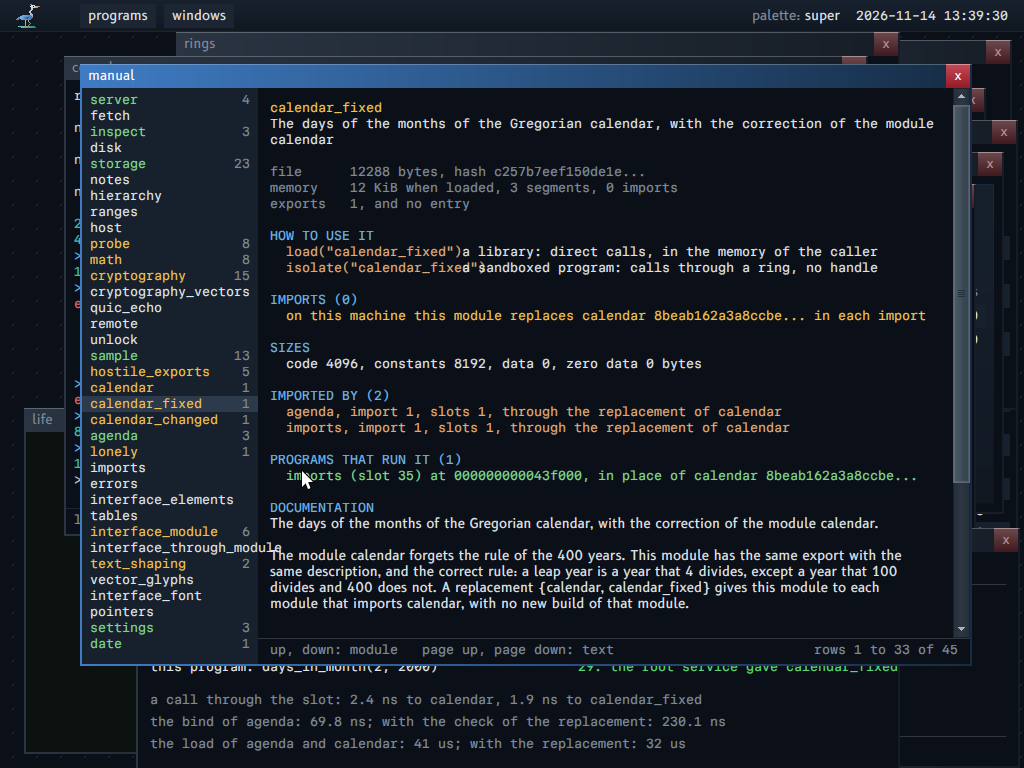 programs windows palette: super 2026-11-14 13:39:30
rings x
x
manual x
server 4
fetch
inspect 3
disk
storage 23
notes
hierarchy
ranges
host
probe 8
math 8
cryptography 15
cryptography_vectors
quic_echo
remote
unlock
sample 13
hostile_exports 5
calendar 1
calendar_fixed 1
calendar_changed 1
agenda 3
lonely 1
imports
errors
interface_elements
tables
interface_module 6
interface_through_module
text_shaping 2
vector_glyphs
interface_font
pointers
settings 3
date 1
calendar_fixed
The days of the months of the Gregorian calendar, with the correction of the module
calendar
file 12288 bytes, hash c257b7eef150de1e...
memory 12 KiB when loaded, 3 segments, 0 imports
exports 1, and no entry
HOW TO USE IT
load("calendar_fixed")a library: direct calls, in the memory of the caller
isolate("calendar_fixed")a sandboxed program: calls through a ring, no handle
IMPORTS (0)
on this machine this module replaces calendar 8beab162a3a8ccbe... in each import
SIZES
code 4096, constants 8192, data 0, zero data 0 bytes
IMPORTED BY (2)
agenda, import 1, slots 1, through the replacement of calendar
imports, import 1, slots 1, through the replacement of calendar
PROGRAMS THAT RUN IT (1)
imports (slot 35) at 000000000043f000, in place of calendar 8beab162a3a8ccbe...
DOCUMENTATION
The days of the months of the Gregorian calendar, with the correction of the module calendar.
The module calendar forgets the rule of the 400 years. This module has the same export with the
same description, and the correct rule: a leap year is a year that 4 divides, except a year that 100
divides and 400 does not. A replacement {calendar, calendar_fixed} gives this module to each
module that imports calendar, with no new build of that module.
up, down: module page up, page down: text rows 1 to 33 of 45
life
x
x
x
x
this program: days_in_month(2, 2000) 29: the root service gave calendar_fixed
a call through the slot: 2.4 ns to calendar, 1.9 ns to calendar_fixed
the bind of agenda: 69.8 ns; with the check of the replacement: 230.1 ns
the load of agenda and calendar: 41 us; with the replacement: 32 us